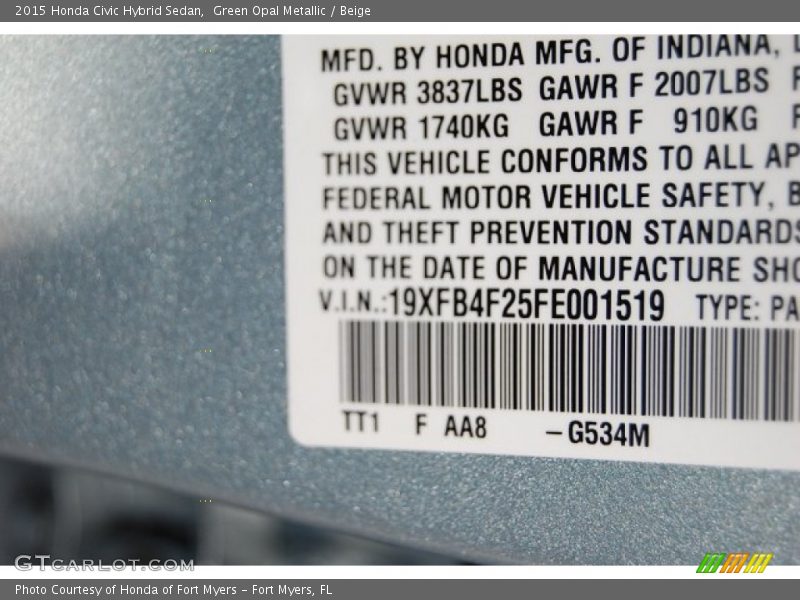 2015 Honda Civic Hybrid Sedan, Green Opal Metallic / Beige
MFD. BY HONDA MFG. OF INDIANA,
GVWR 3837LBS GAWR F 2007LBS
GVWR 1740KG GAWR F 910KG
THIS VEHICLE CONFORMS TO ALL AP
FEDERAL MOTOR VEHICLE SAFETY, B
AND THEFT PREVENTION STANDARDS
ON THE DATE OF MANUFACTURE SHO
V.I.N.:19XFB4F25FE001519 TYPE: PA
TT1 F AA8 –G534M
GTCARLOT.COM
Photo Courtesy of Honda of Fort Myers – Fort Myers, FL